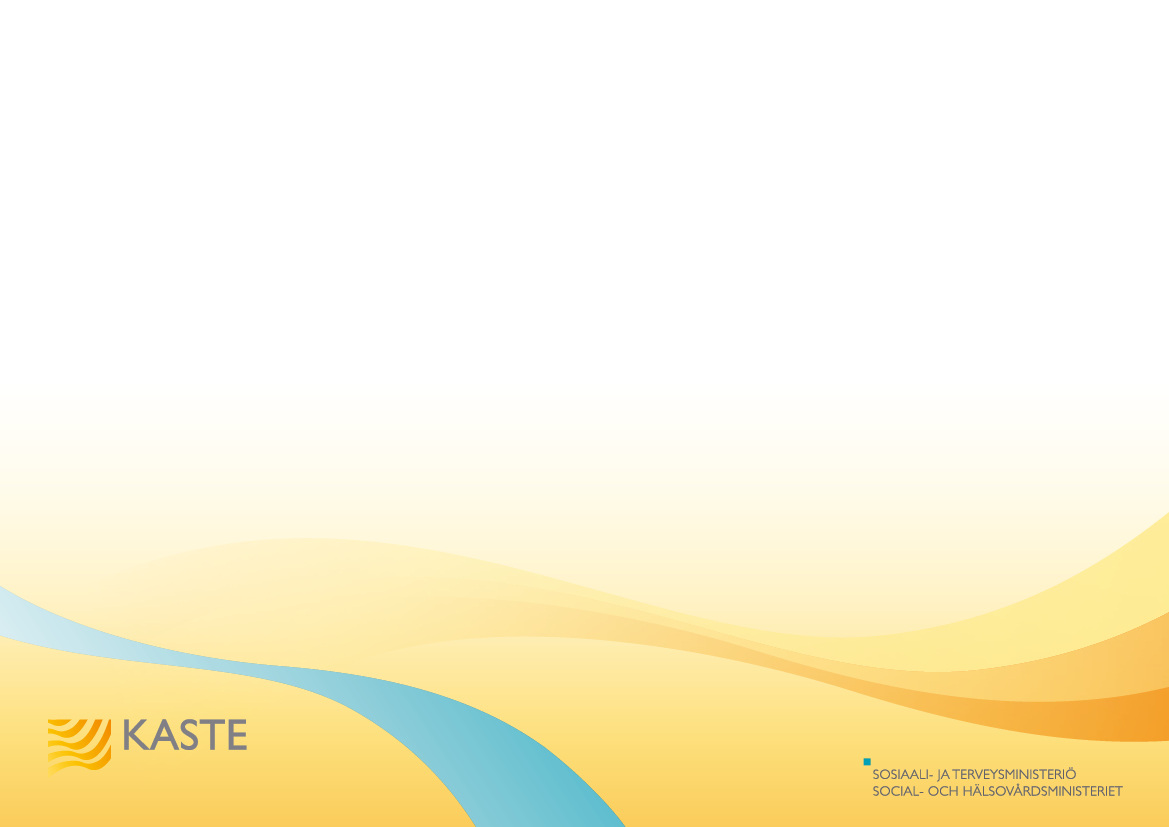 KASTE
SOSIAALI- JA TERVEYSMINISTERIÖ
SOCIAL- OCH HÄLSOVÅRDSMINISTERIET